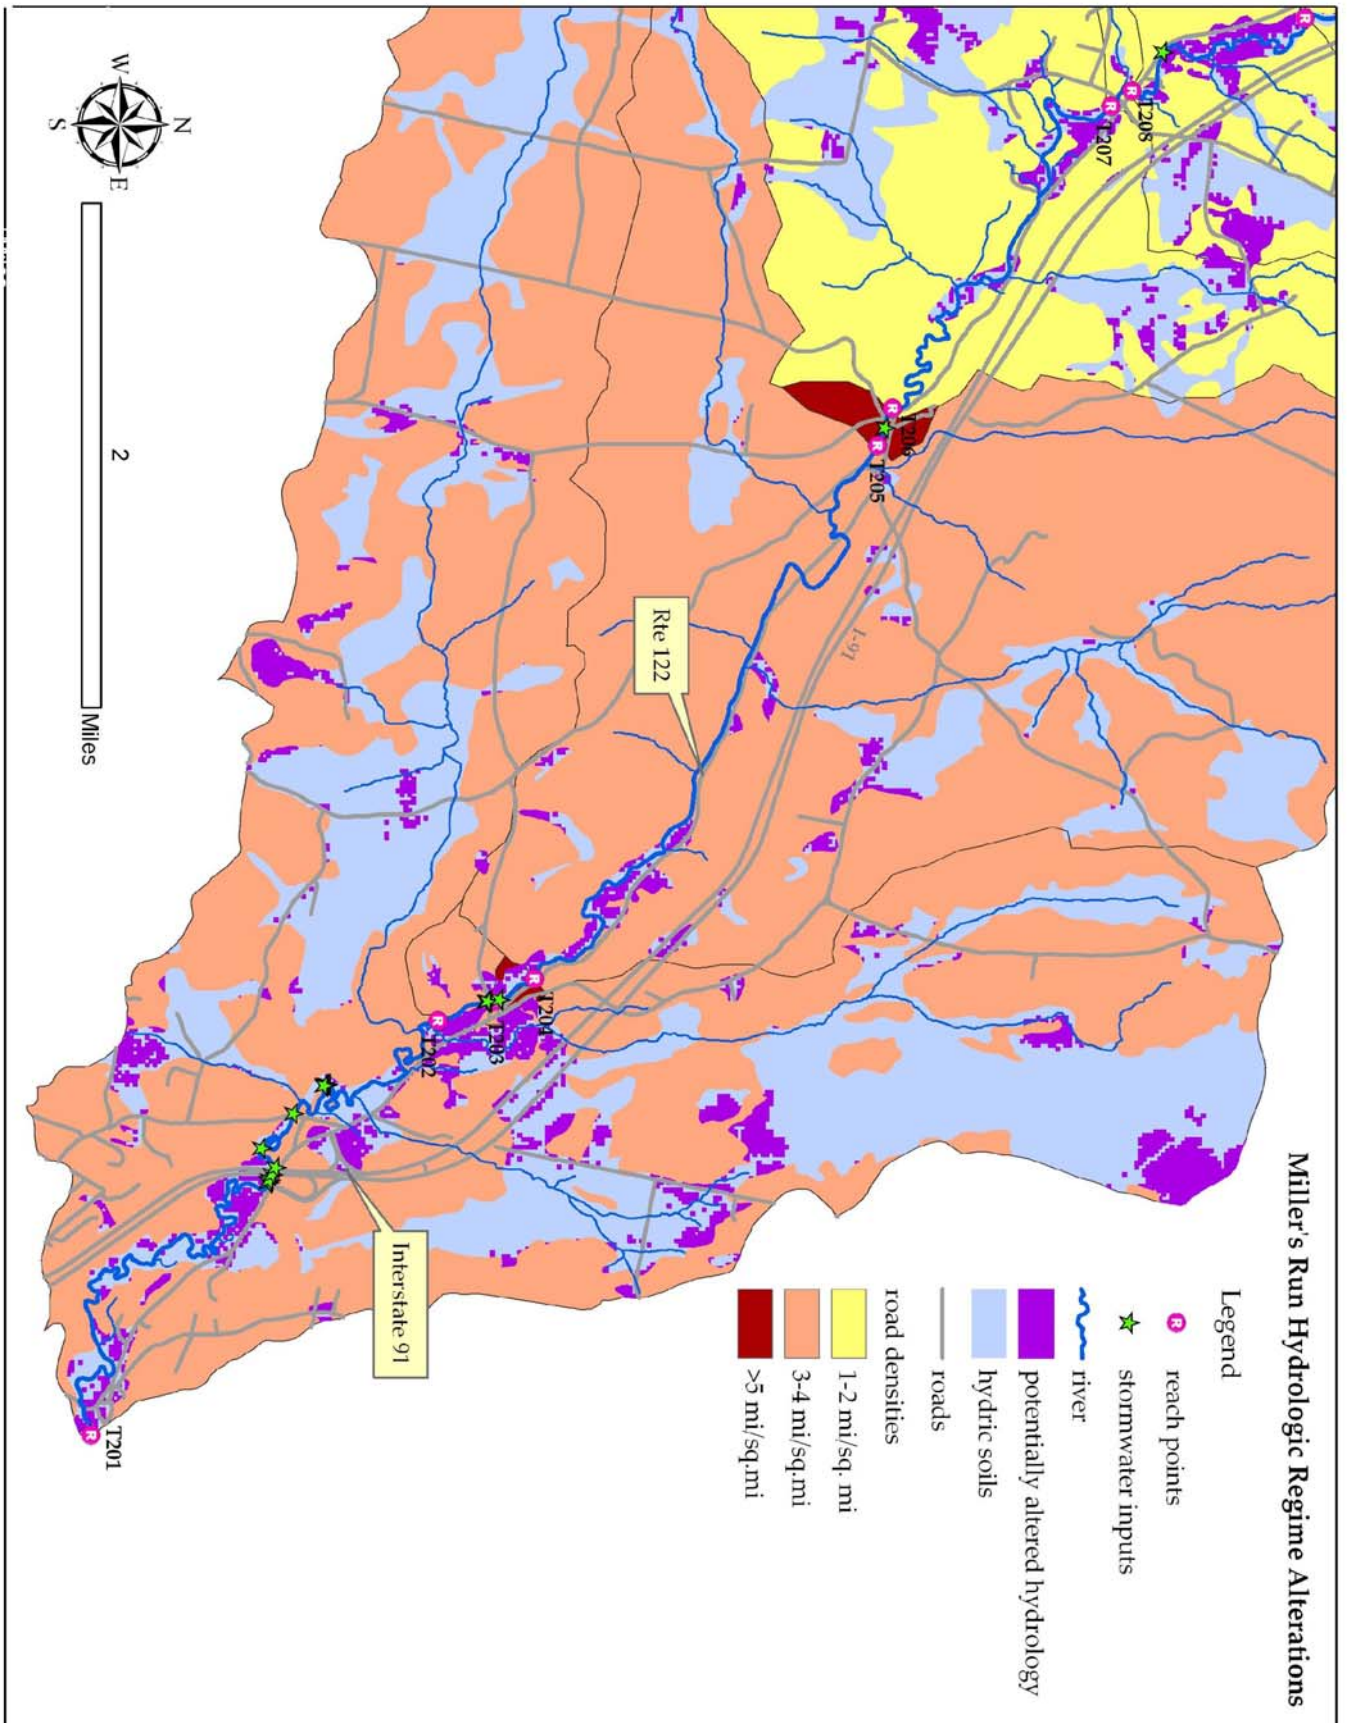 Miller's Run Hydrologic Regime Alterations
Legend
R reach points
stormwater inputs
river
potentially altered hydrology
hydric soils
roads
road densities
1-2 mi/sq. mi
3-4 mi/sq.mi
>5 mi/sq.mi
R
R
T208
R
T207
R
T206
R
T205
I-91
Rte 122
R
T204
T203
R
T202
Interstate 91
R
T201
N
W
E
S
2
Miles